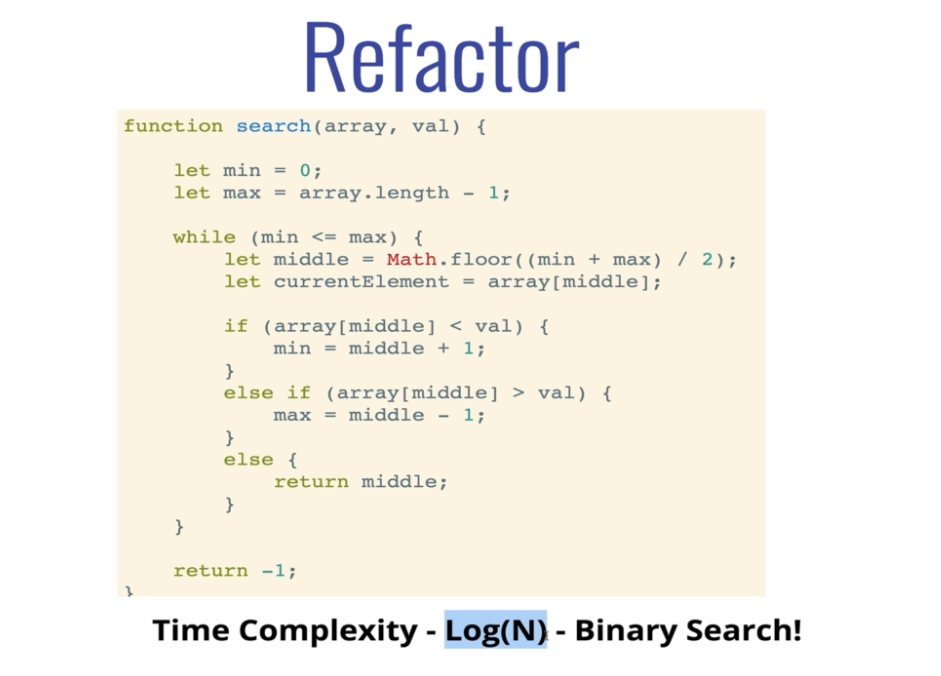 Refactor
function search(array, val) {
let min = 0;
let max = array.length - 1;
while (min <= max) {
let middle = Math.floor((min + max) / 2);
let currentElement = array[middle];
if (array[middle] < val) {
min = middle + 1;
}
else if (array[middle] > val) {
max = middle - 1;
}
else {
return middle;
}
}
return -1;
}
Time Complexity - Log(N) - Binary Search!